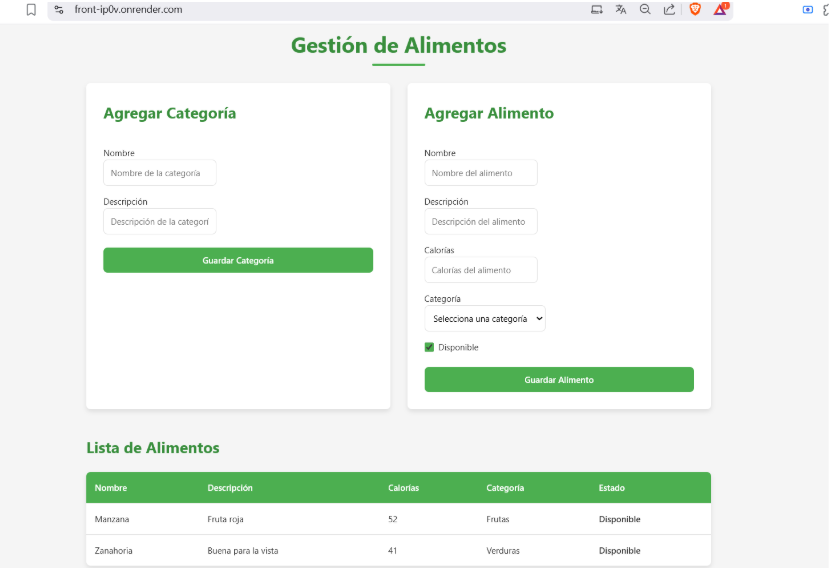 front-ip0v.onrender.com
1
Gestión de Alimentos
Agregar Categoría
Nombre
Nombre de la categoría
Descripción
Descripción de la categorí
Guardar Categoría
Agregar Alimento
Nombre
Nombre del alimento
Descripción
Descripción del alimento
Calorías
Calorías del alimento
Categoría
Selecciona una categoría
Disponible
Guardar Alimento
Lista de Alimentos
Nombre Descripción Calorías Categoría Estado
Manzana Fruta roja 52 Frutas Disponible
Zanahoria Buena para la vista 41 Verduras Disponible